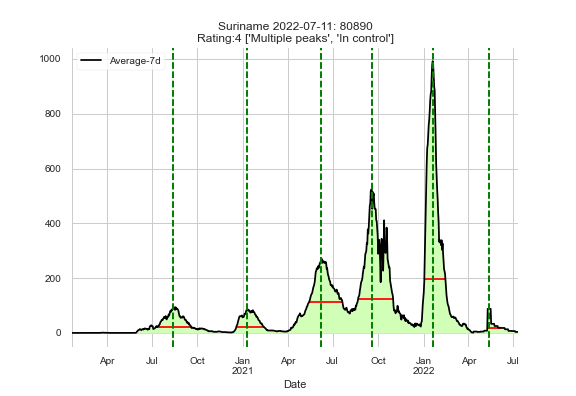 Suriname 2022-07-11: 80890
Rating:4 ['Multiple peaks', 'In control']
Average-7d
1000
800
600
400
200
0
Apr Jul Oct Jan Apr Jul Oct Jan Apr Jul
2021 2022
Date